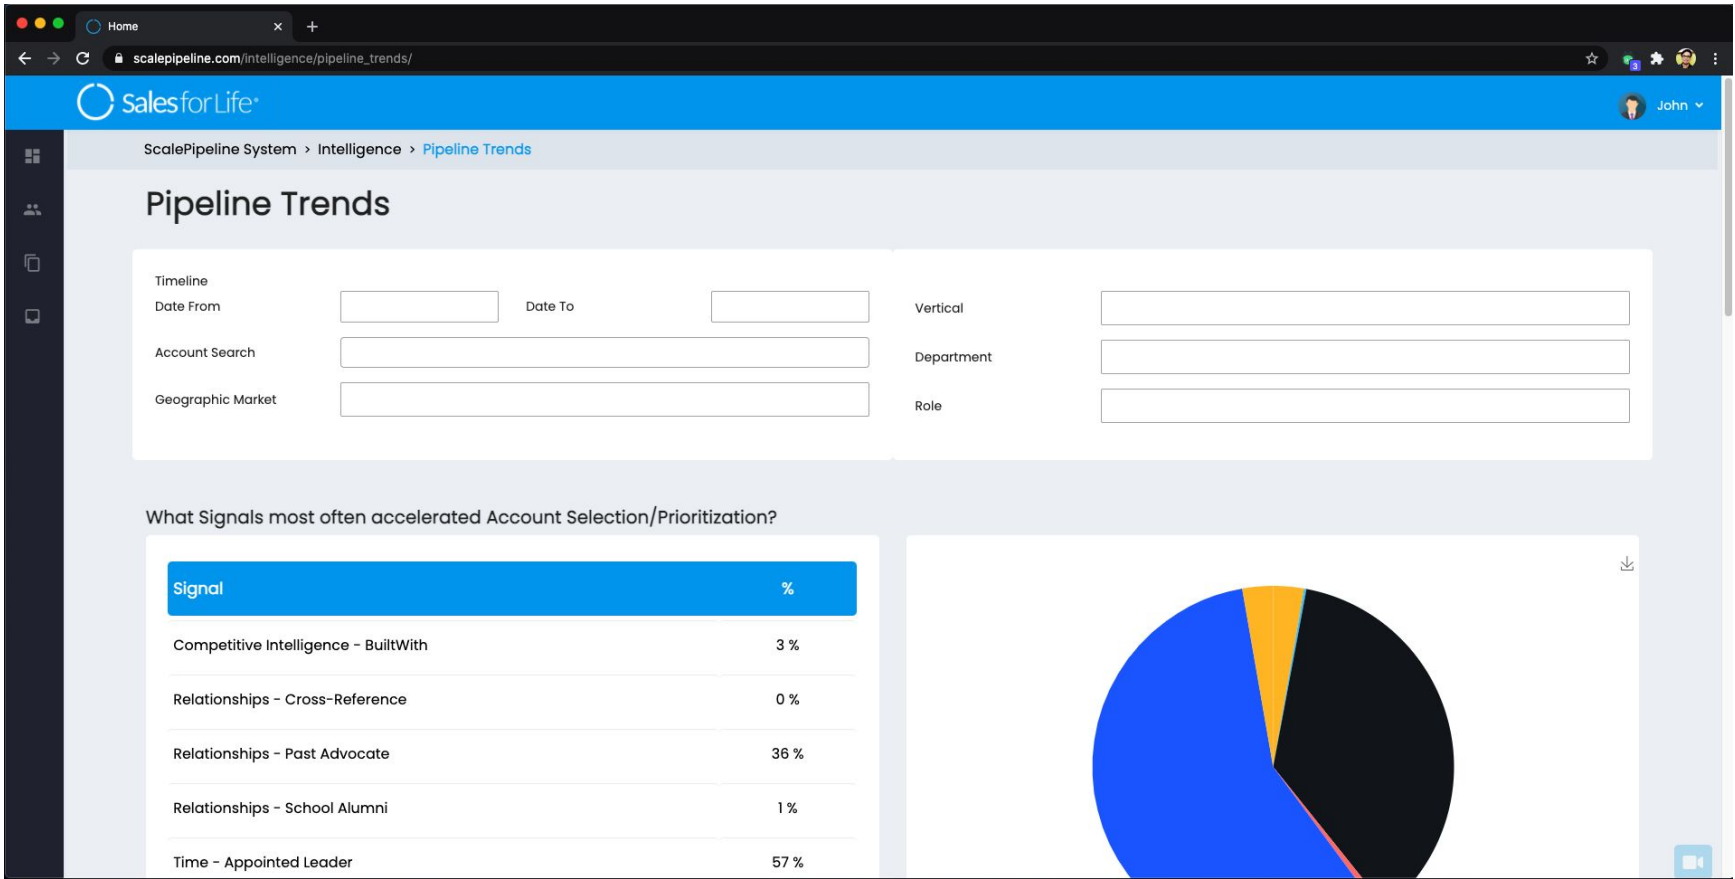 Home
scalepipeline.com/intelligence/pipeline_trends/
3
Sales for Life
John
ScalePipeline System > Intelligence > Pipeline Trends
Pipeline Trends
Timeline
Date From
Date To
Vertical
Account Search
Department
Geographic Market
Role
What Signals most often accelerated Account Selection/Prioritization?
Signal %
Competitive Intelligence - BuiltWith 3 %
Relationships - Cross-Reference 0 %
Relationships - Past Advocate 36 %
Relationships - School Alumni 1 %
Time - Appointed Leader 57 %